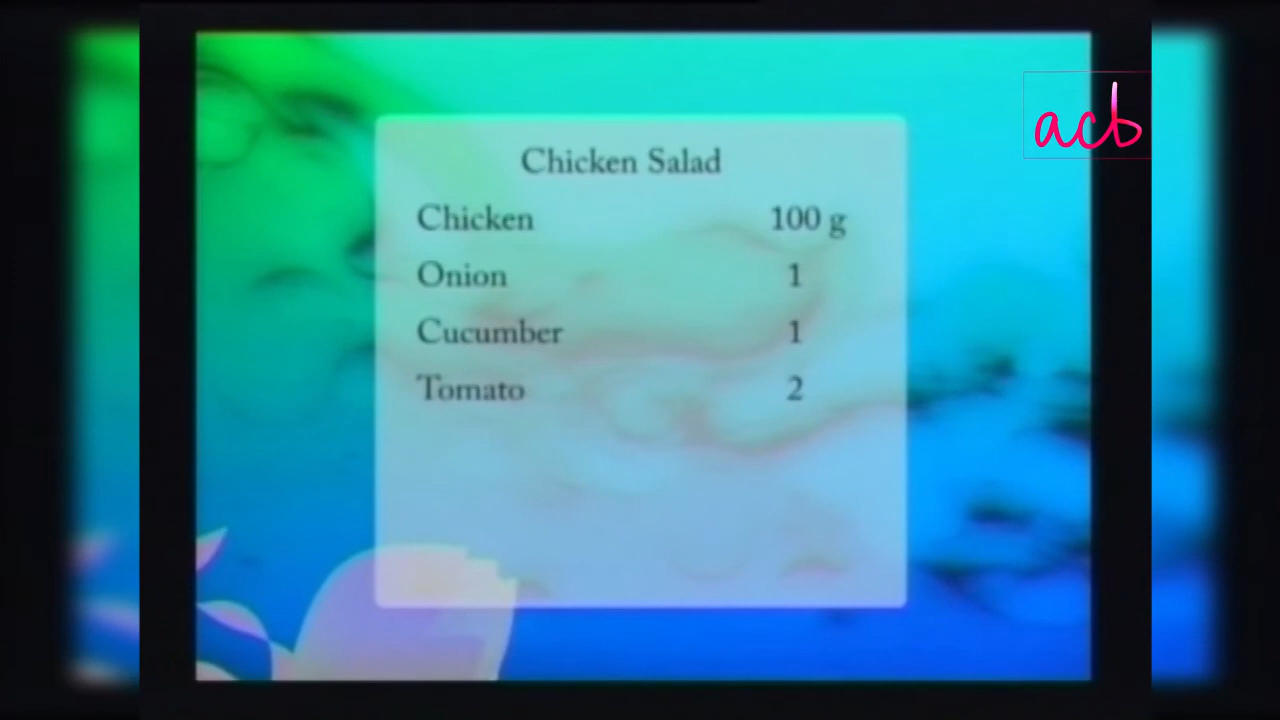 acb
Chicken Salad
Chicken 100 g
Onion 1
Cucumber 1
Tomato 2